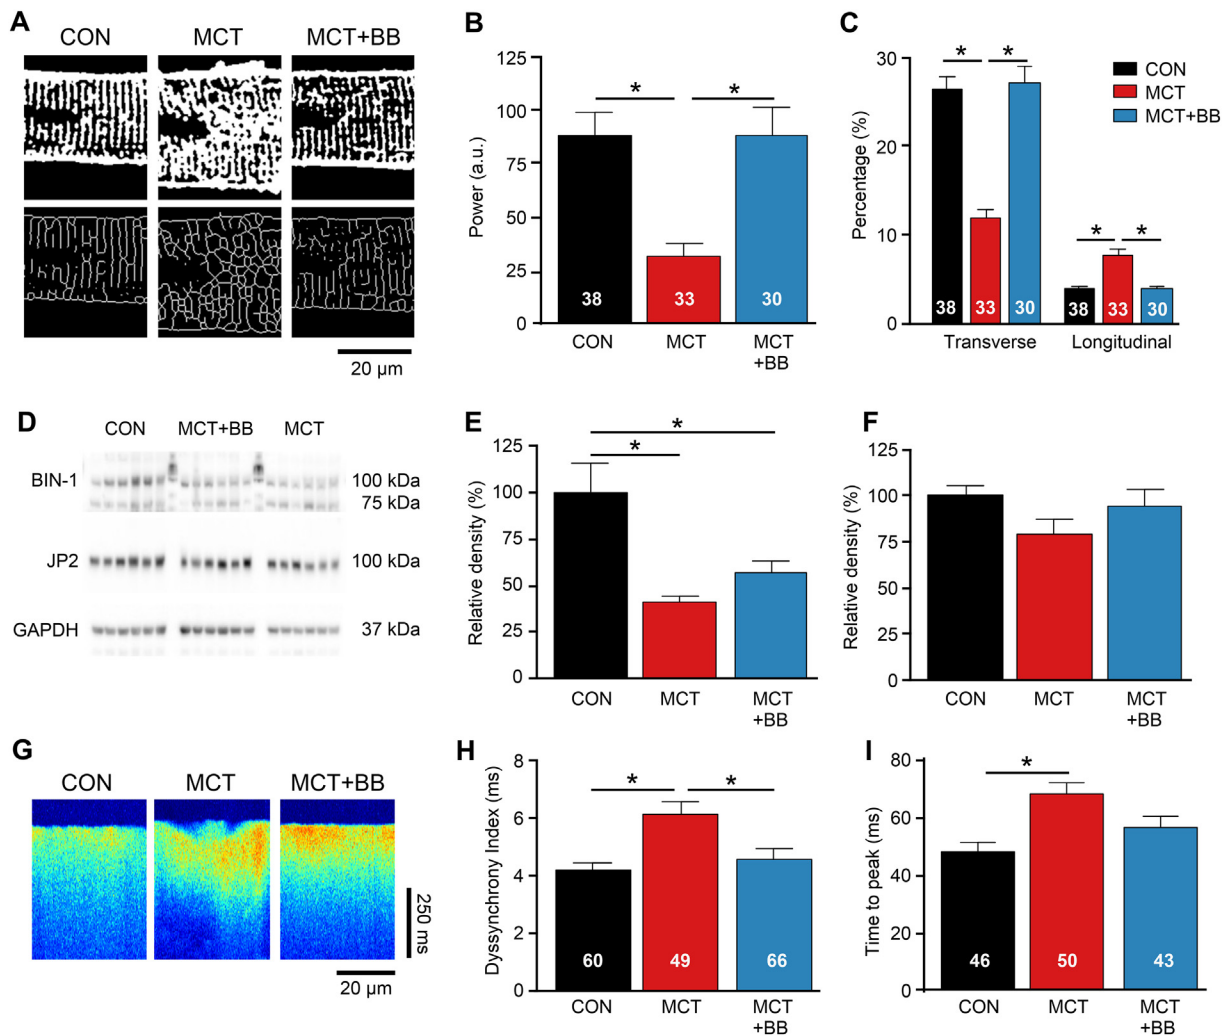 A
CON MCT MCT+BB
20 µm
B
Power (a.u.)
125
100
75
50
25
0
*
*
38 33 30
CON MCT MCT
+BB
C
Percentage (%)
30
20
10
0
* *
* *
38 33 30 38 33 30
Transverse Longitudinal
CON
MCT
MCT+BB
D
CON MCT+BB MCT
BIN-1 100 kDa
75 kDa
JP2 100 kDa
GAPDH 37 kDa
E
Relative density (%)
125
100
75
50
25
0
*
*
CON MCT MCT
+BB
F
Relative density (%)
125
100
75
50
25
0
CON MCT MCT
+BB
G
CON MCT MCT+BB
250 ms
20 µm
H
Dyssynchrony Index (ms)
8
6
4
2
0
* *
60 49 66
CON MCT MCT
+BB
I
Time to peak (ms)
80
60
40
20
0
*
46 50 43
CON MCT MCT
+BB